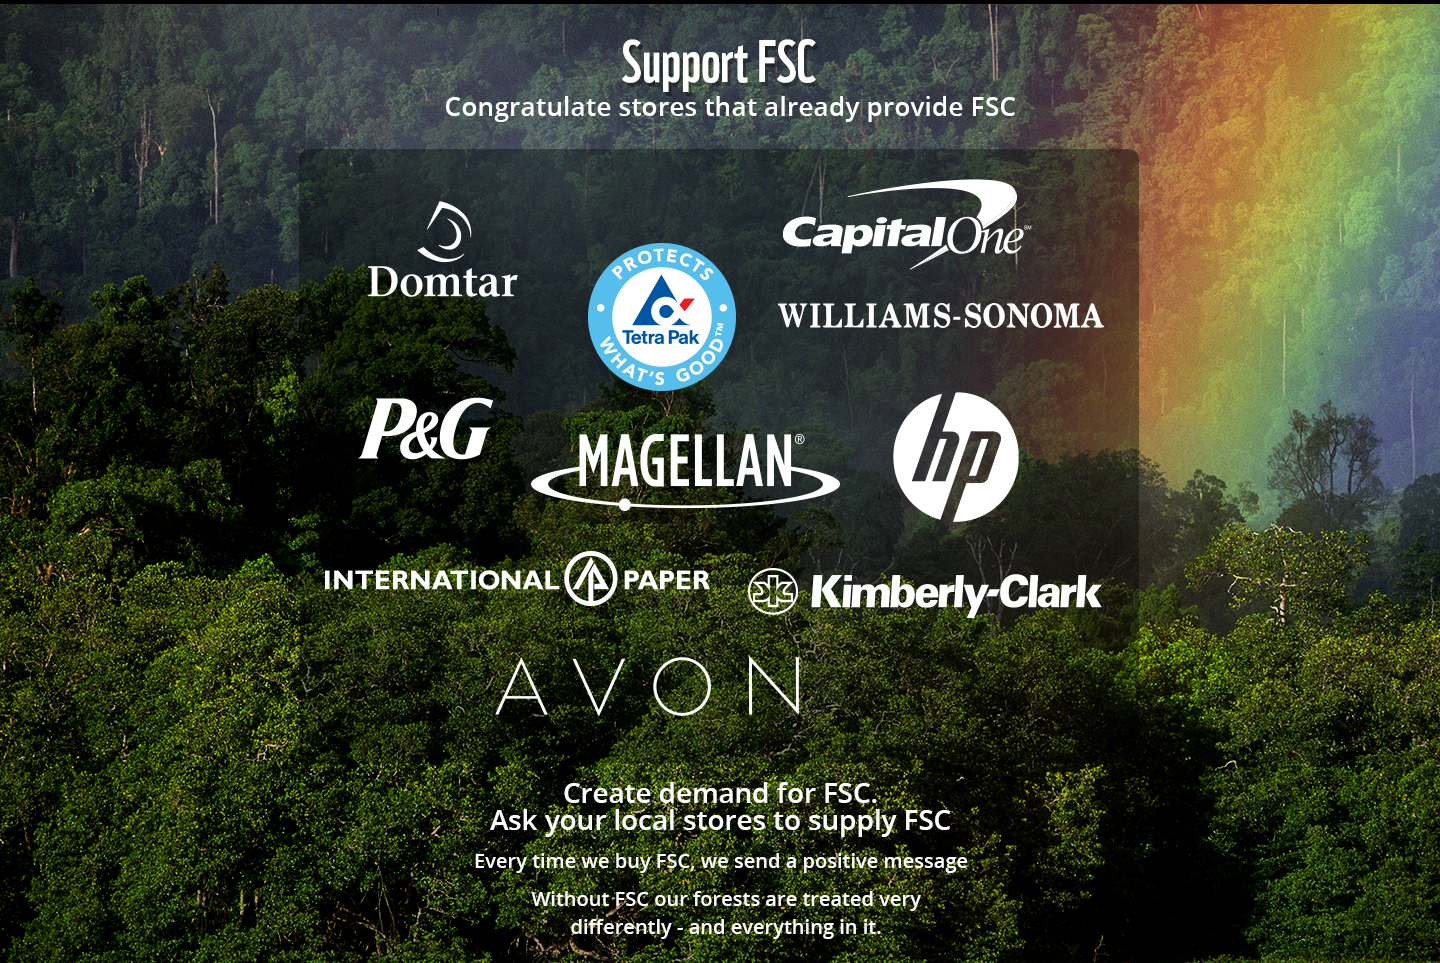 Support FSC
Congratulate stores that already provide FSC
Domtar
PROTECTS
Tetra Pak
WHAT'S GOOD™
CapitalOne℠
WILLIAMS-SONOMA
P&G
MAGELLAN®
hp
INTERNATIONAL PAPER
Kimberly-Clark
AVON
Create demand for FSC.
Ask your local stores to supply FSC
Every time we buy FSC, we send a positive message
Without FSC our forests are treated very
differently - and everything in it.